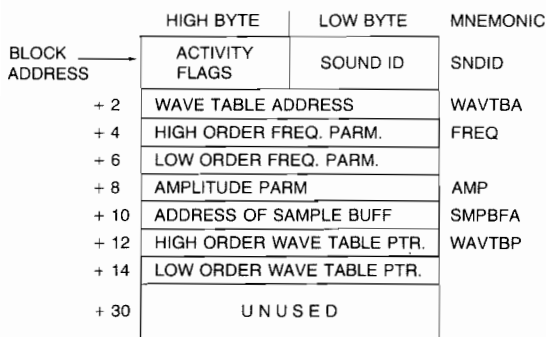 HIGH BYTE LOW BYTE MNEMONIC
BLOCK ADDRESS ACTIVITY FLAGS SOUND ID SNDID
+ 2 WAVE TABLE ADDRESS WAVTBA
+ 4 HIGH ORDER FREQ. PARM. FREQ
+ 6 LOW ORDER FREQ. PARM.
+ 8 AMPLITUDE PARM AMP
+ 10 ADDRESS OF SAMPLE BUFF SMPBFA
+ 12 HIGH ORDER WAVE TABLE PTR. WAVTBP
+ 14 LOW ORDER WAVE TABLE PTR.
+ 30 UNUSED